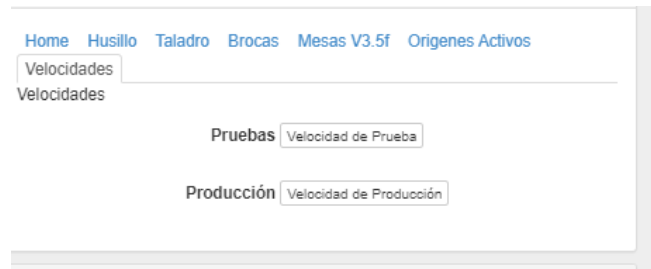 Home Husillo Taladro Brocas Mesas V3.5f Origenes Activos
Velocidades
Velocidades
Pruebas Velocidad de Prueba
Producción Velocidad de Producción